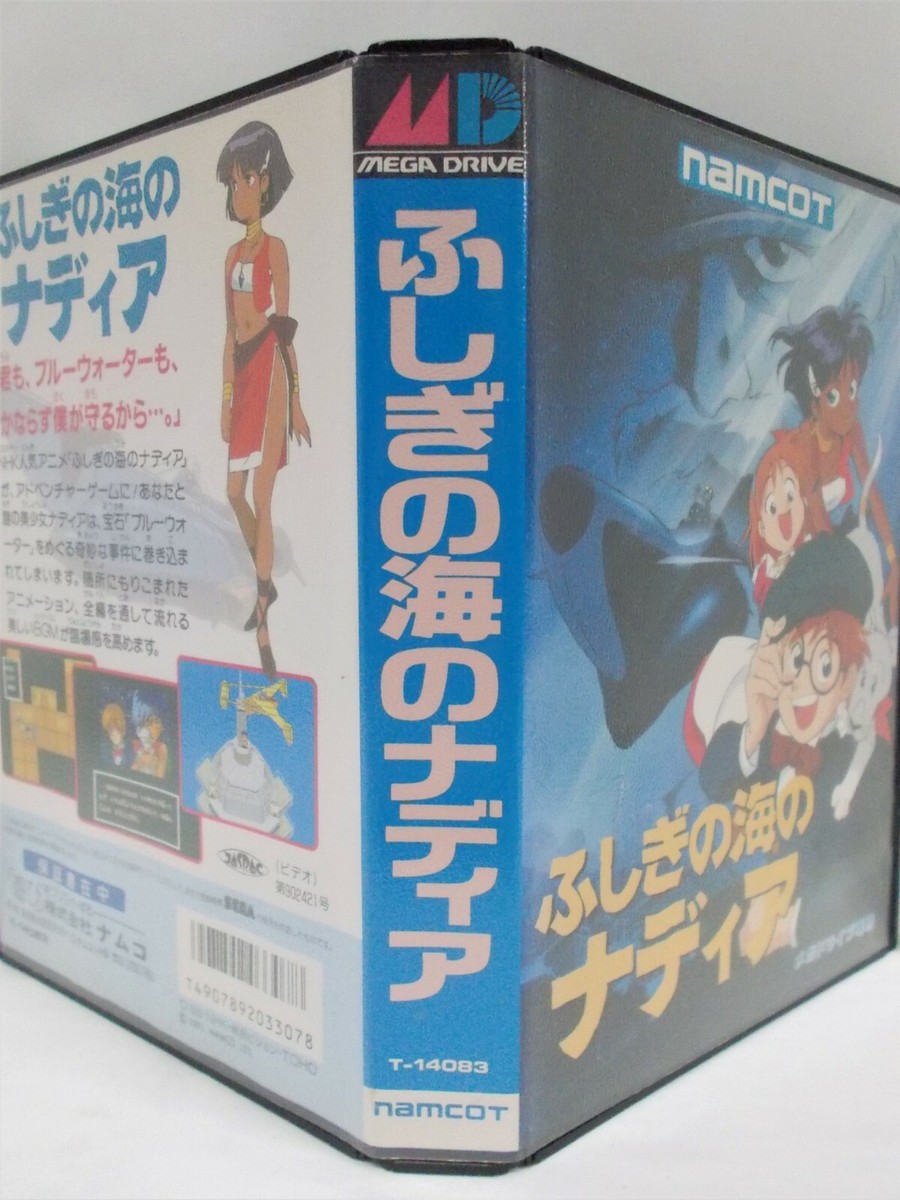 ふしぎの海の
ナディア
君も、ブルーウォーターも、
かならず僕が守るから…。」
NHK人気アニメ「ふしぎの海のナディア」
が、アドベンチャーゲームに!あなたと
謎の美少女ナディアは、宝石「ブルーウォ
ーター」をめぐる奇妙な事件に巻き込ま
れてしまいます。随所にもりこまれた
アニメーション、全編を通して流れる
美しいBGMが臨場感を高めます。
(ビデオ)
第902421号
SEGA
株式会社ナムコ
T4907892033078
MD
MEGA DRIVE
ふしぎの海のナディア
T-14083
namcot
namcot
ふしぎの海の
ナディア